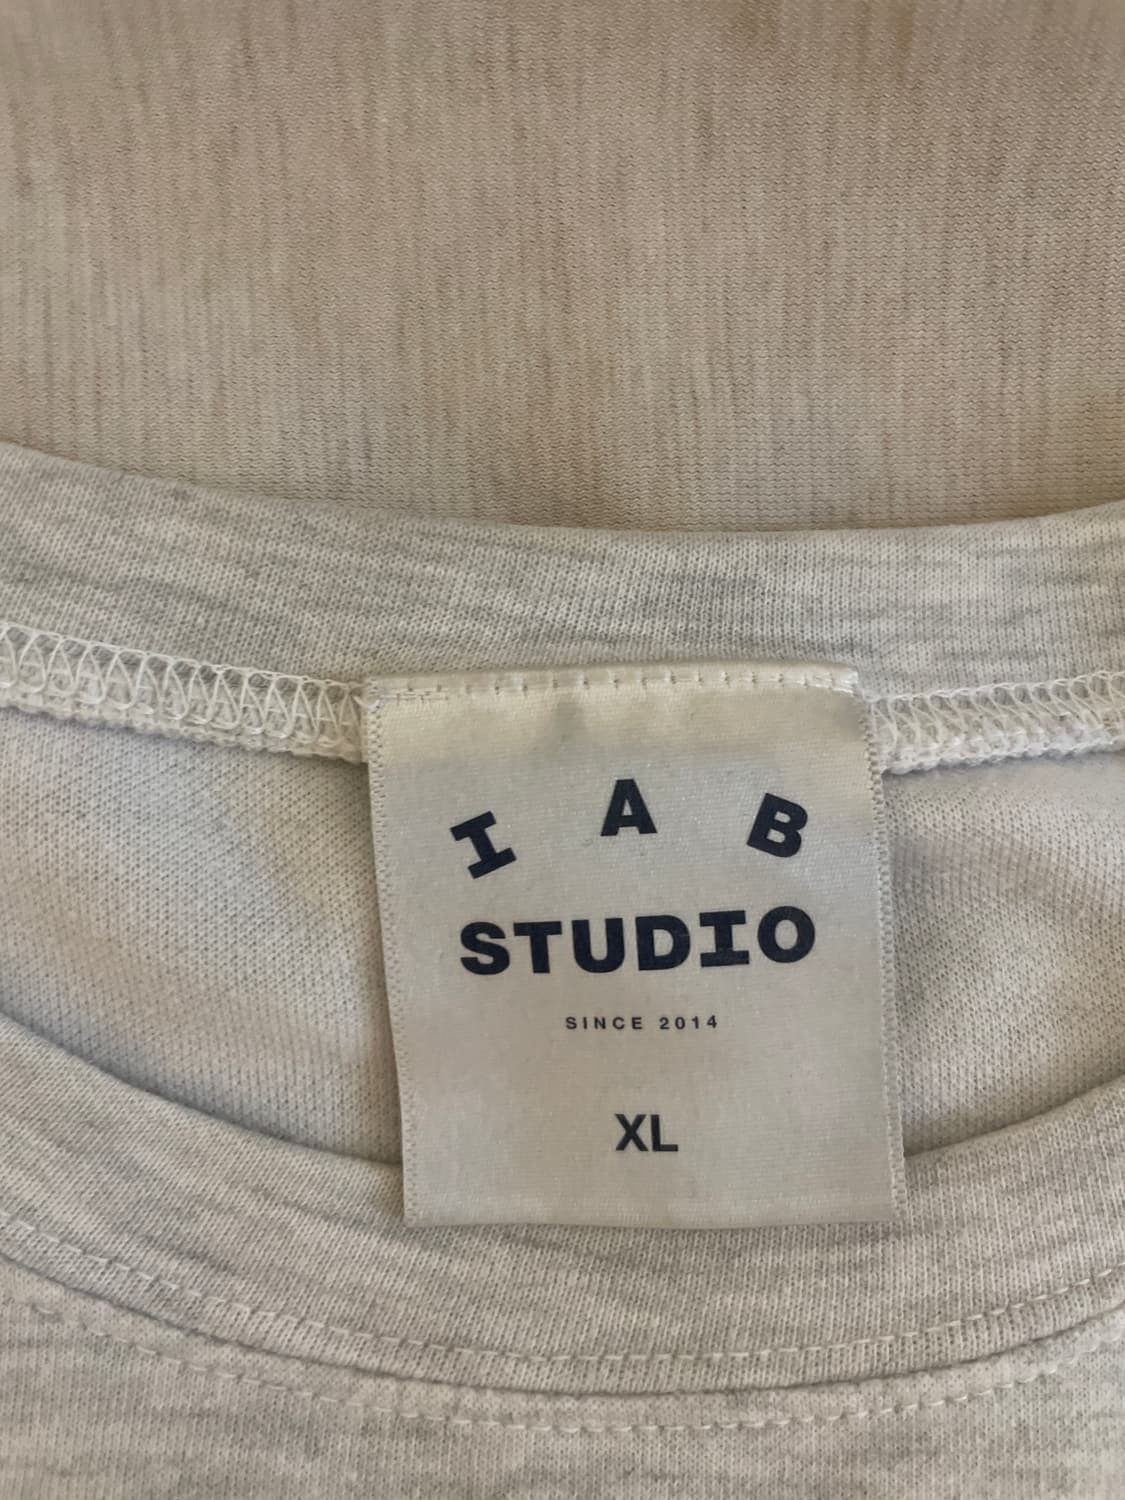 I A B
STUDIO
SINCE 2014
XL